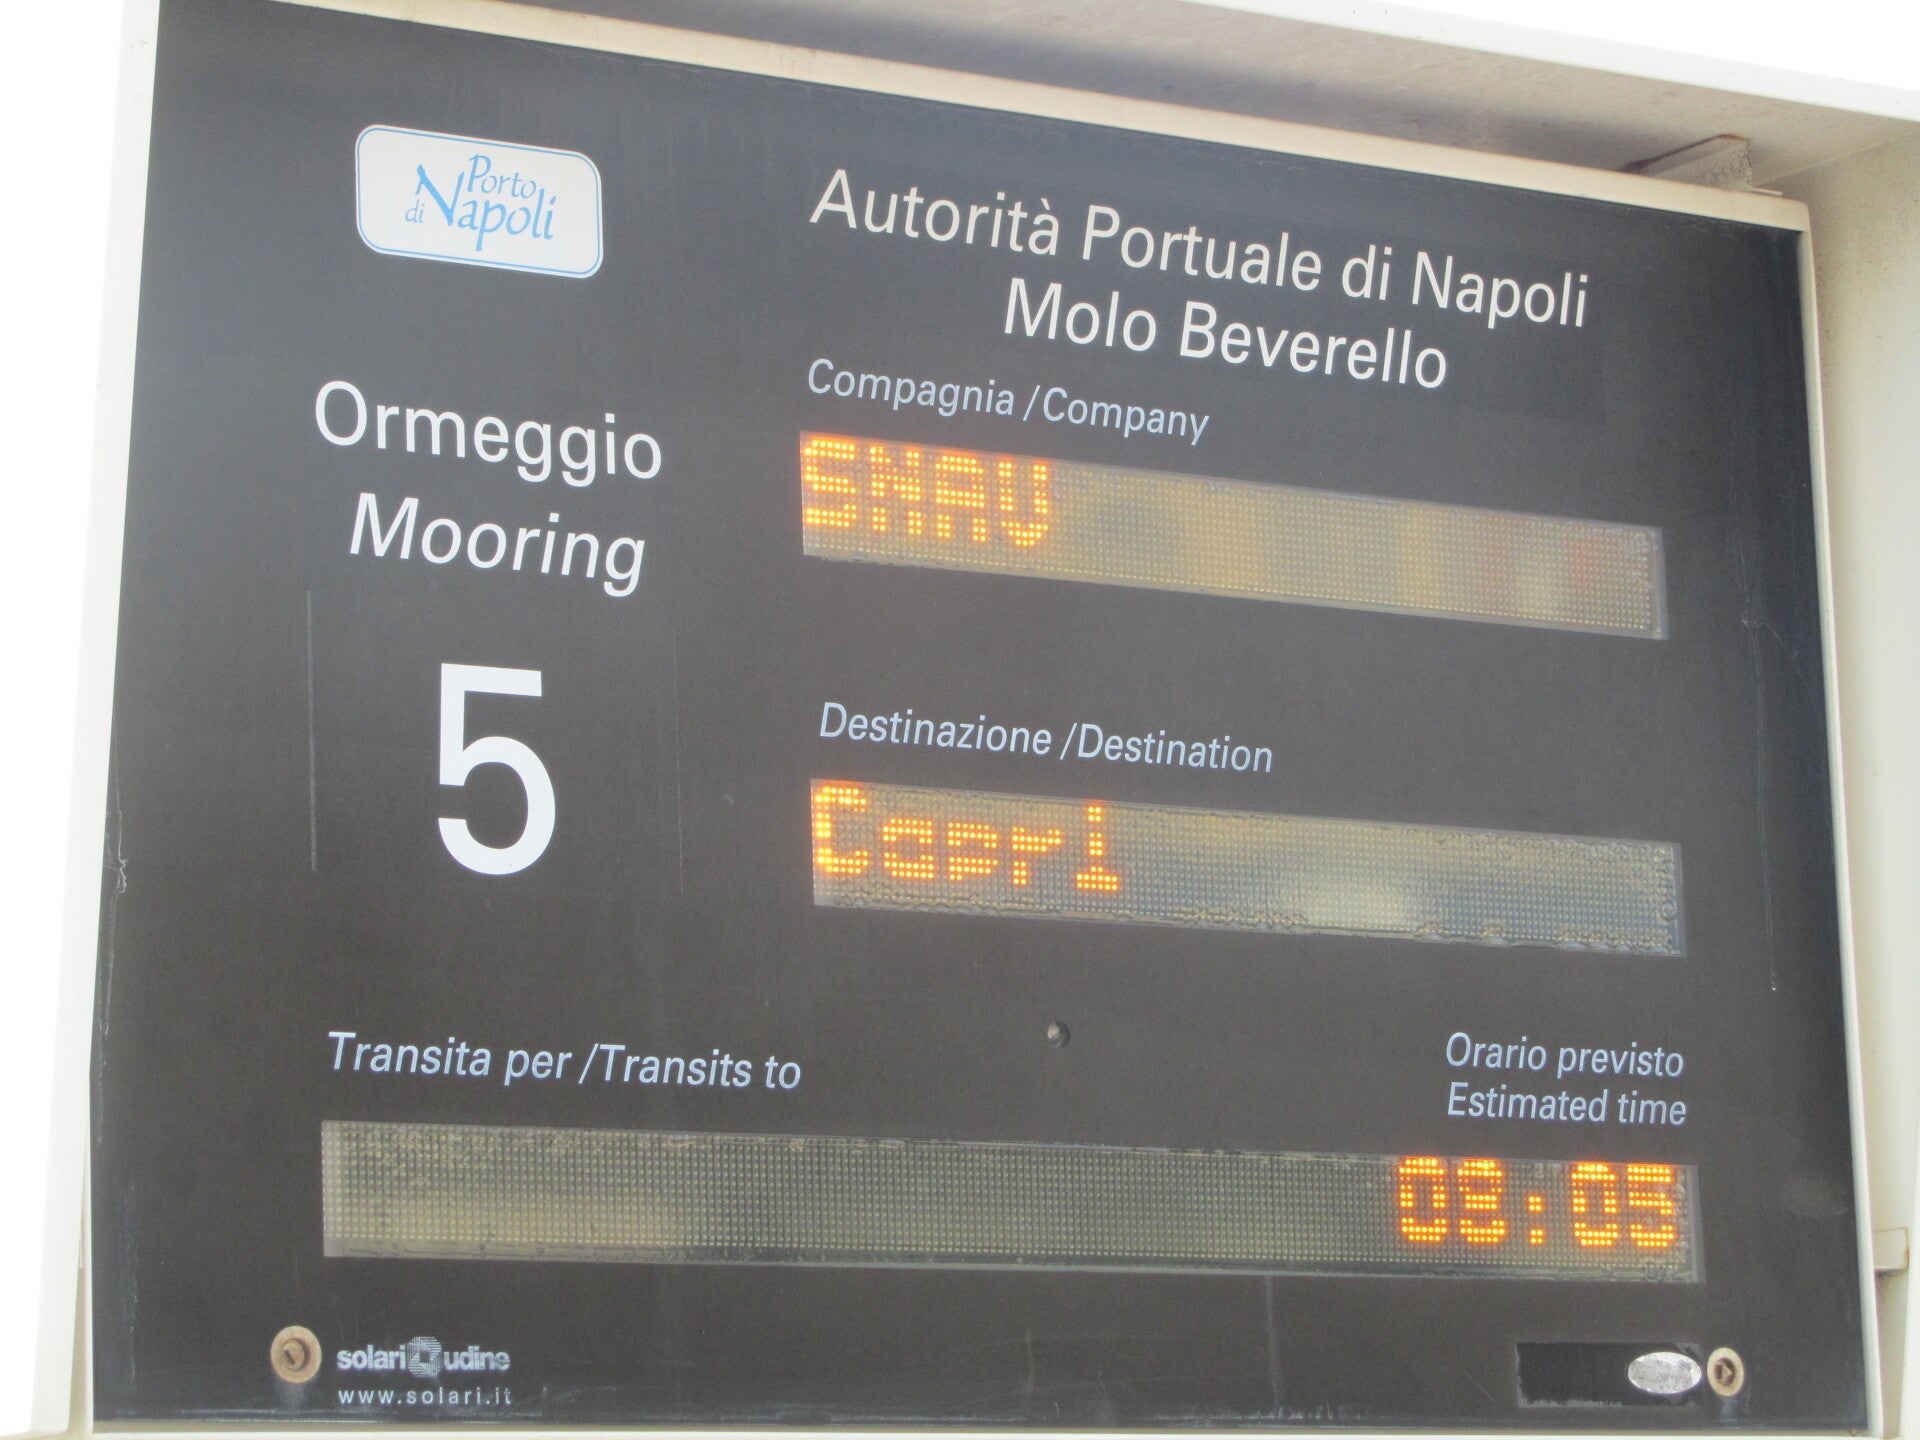 Porto
di Napoli
Autorità Portuale di Napoli
Molo Beverello
Ormeggio
Mooring
5
Compagnia / Company
SNAV
Destinazione / Destination
Capri
Transita per / Transits to
Orario previsto
Estimated time
09:05
solari udine
www.solari.it